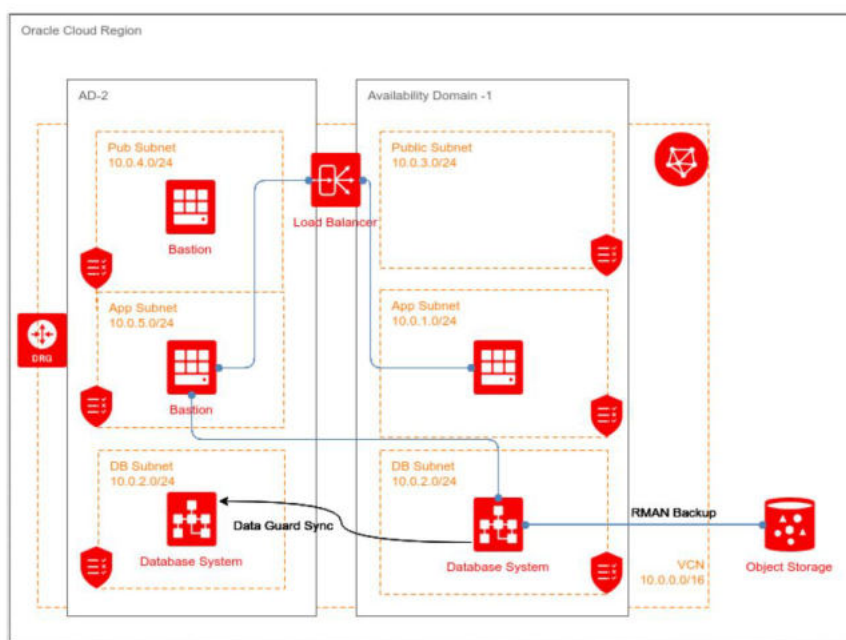 Oracle Cloud Region
AD-2
Availability Domain -1
Pub Subnet
10.0.4.0/24
Bastion
Load Balancer
Public Subnet
10.0.3.0/24
App Subnet
10.0.5.0/24
Bastion
App Subnet
10.0.1.0/24
DRG
DB Subnet
10.0.2.0/24
Database System
Data Guard Sync
DB Subnet
10.0.2.0/24
Database System
RMAN Backup
VCN
10.0.0.0/16
Object Storage